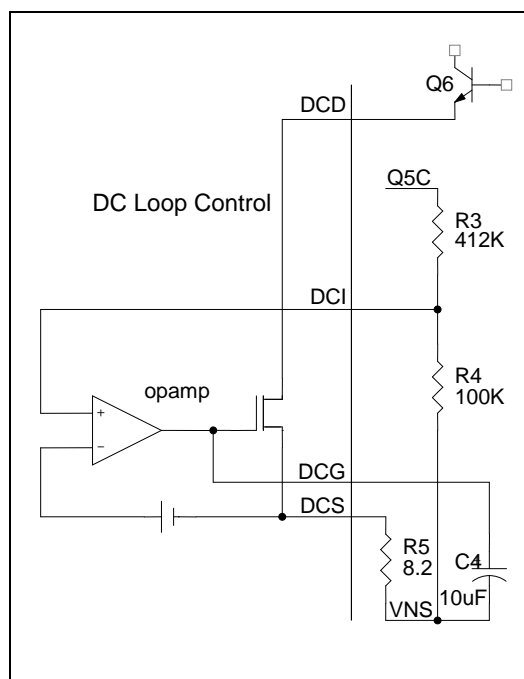 Q6
DCD
Q5C
DC Loop Control
R3
412K
DCI
R4
100K
opamp
+
−
DCG
DCS
R5
8.2
C4
10uF
VNS